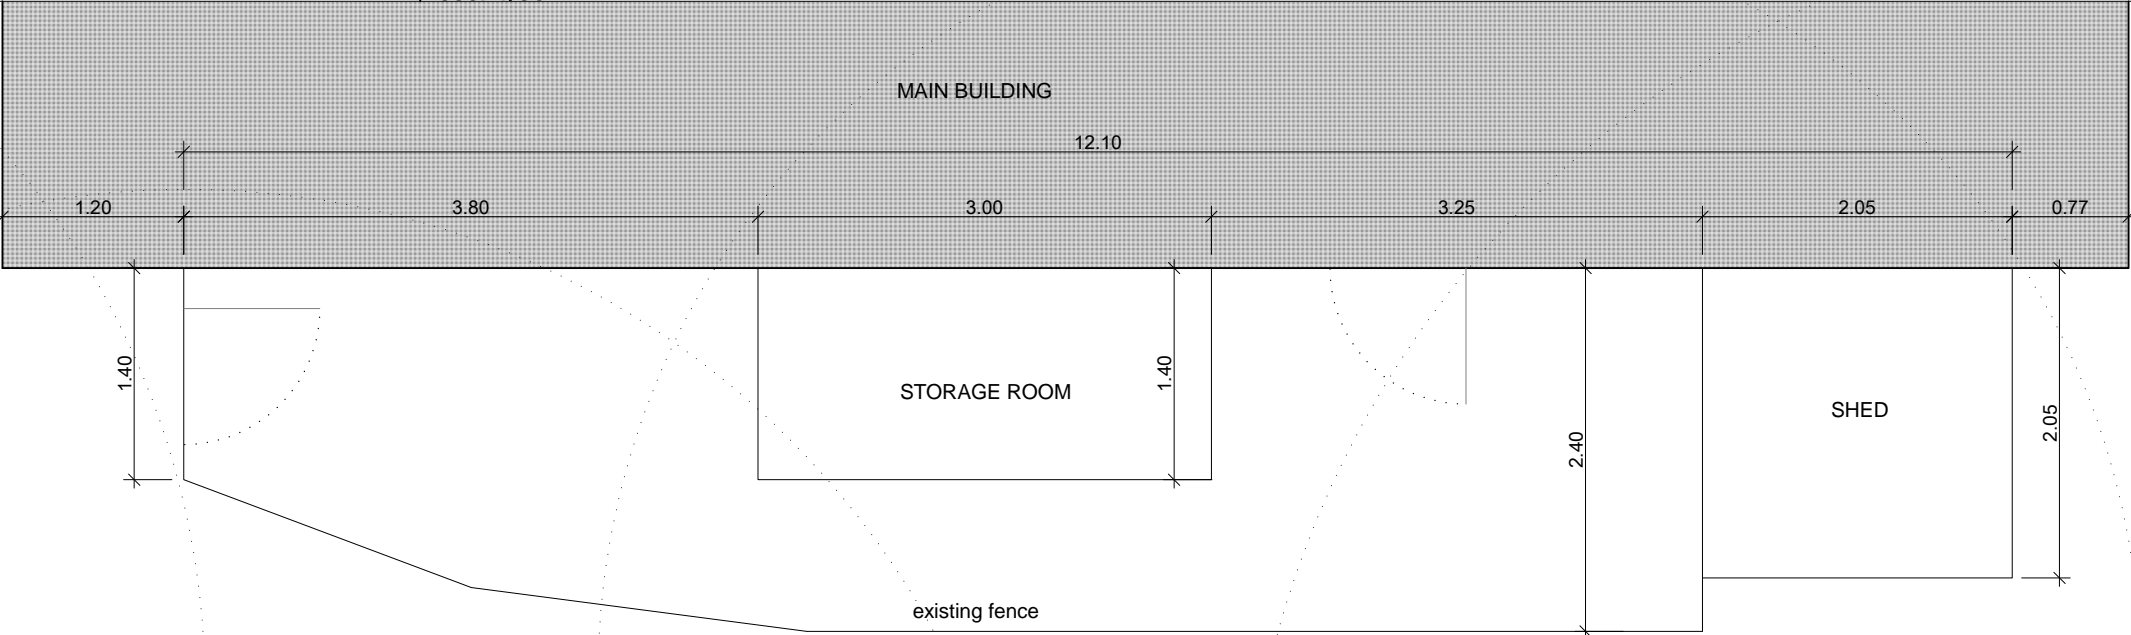 MAIN BUILDING
12.10
1.20
3.80
3.00
3.25
2.05
0.77
1.40
1.40
STORAGE ROOM
SHED
2.05
2.40
existing fence